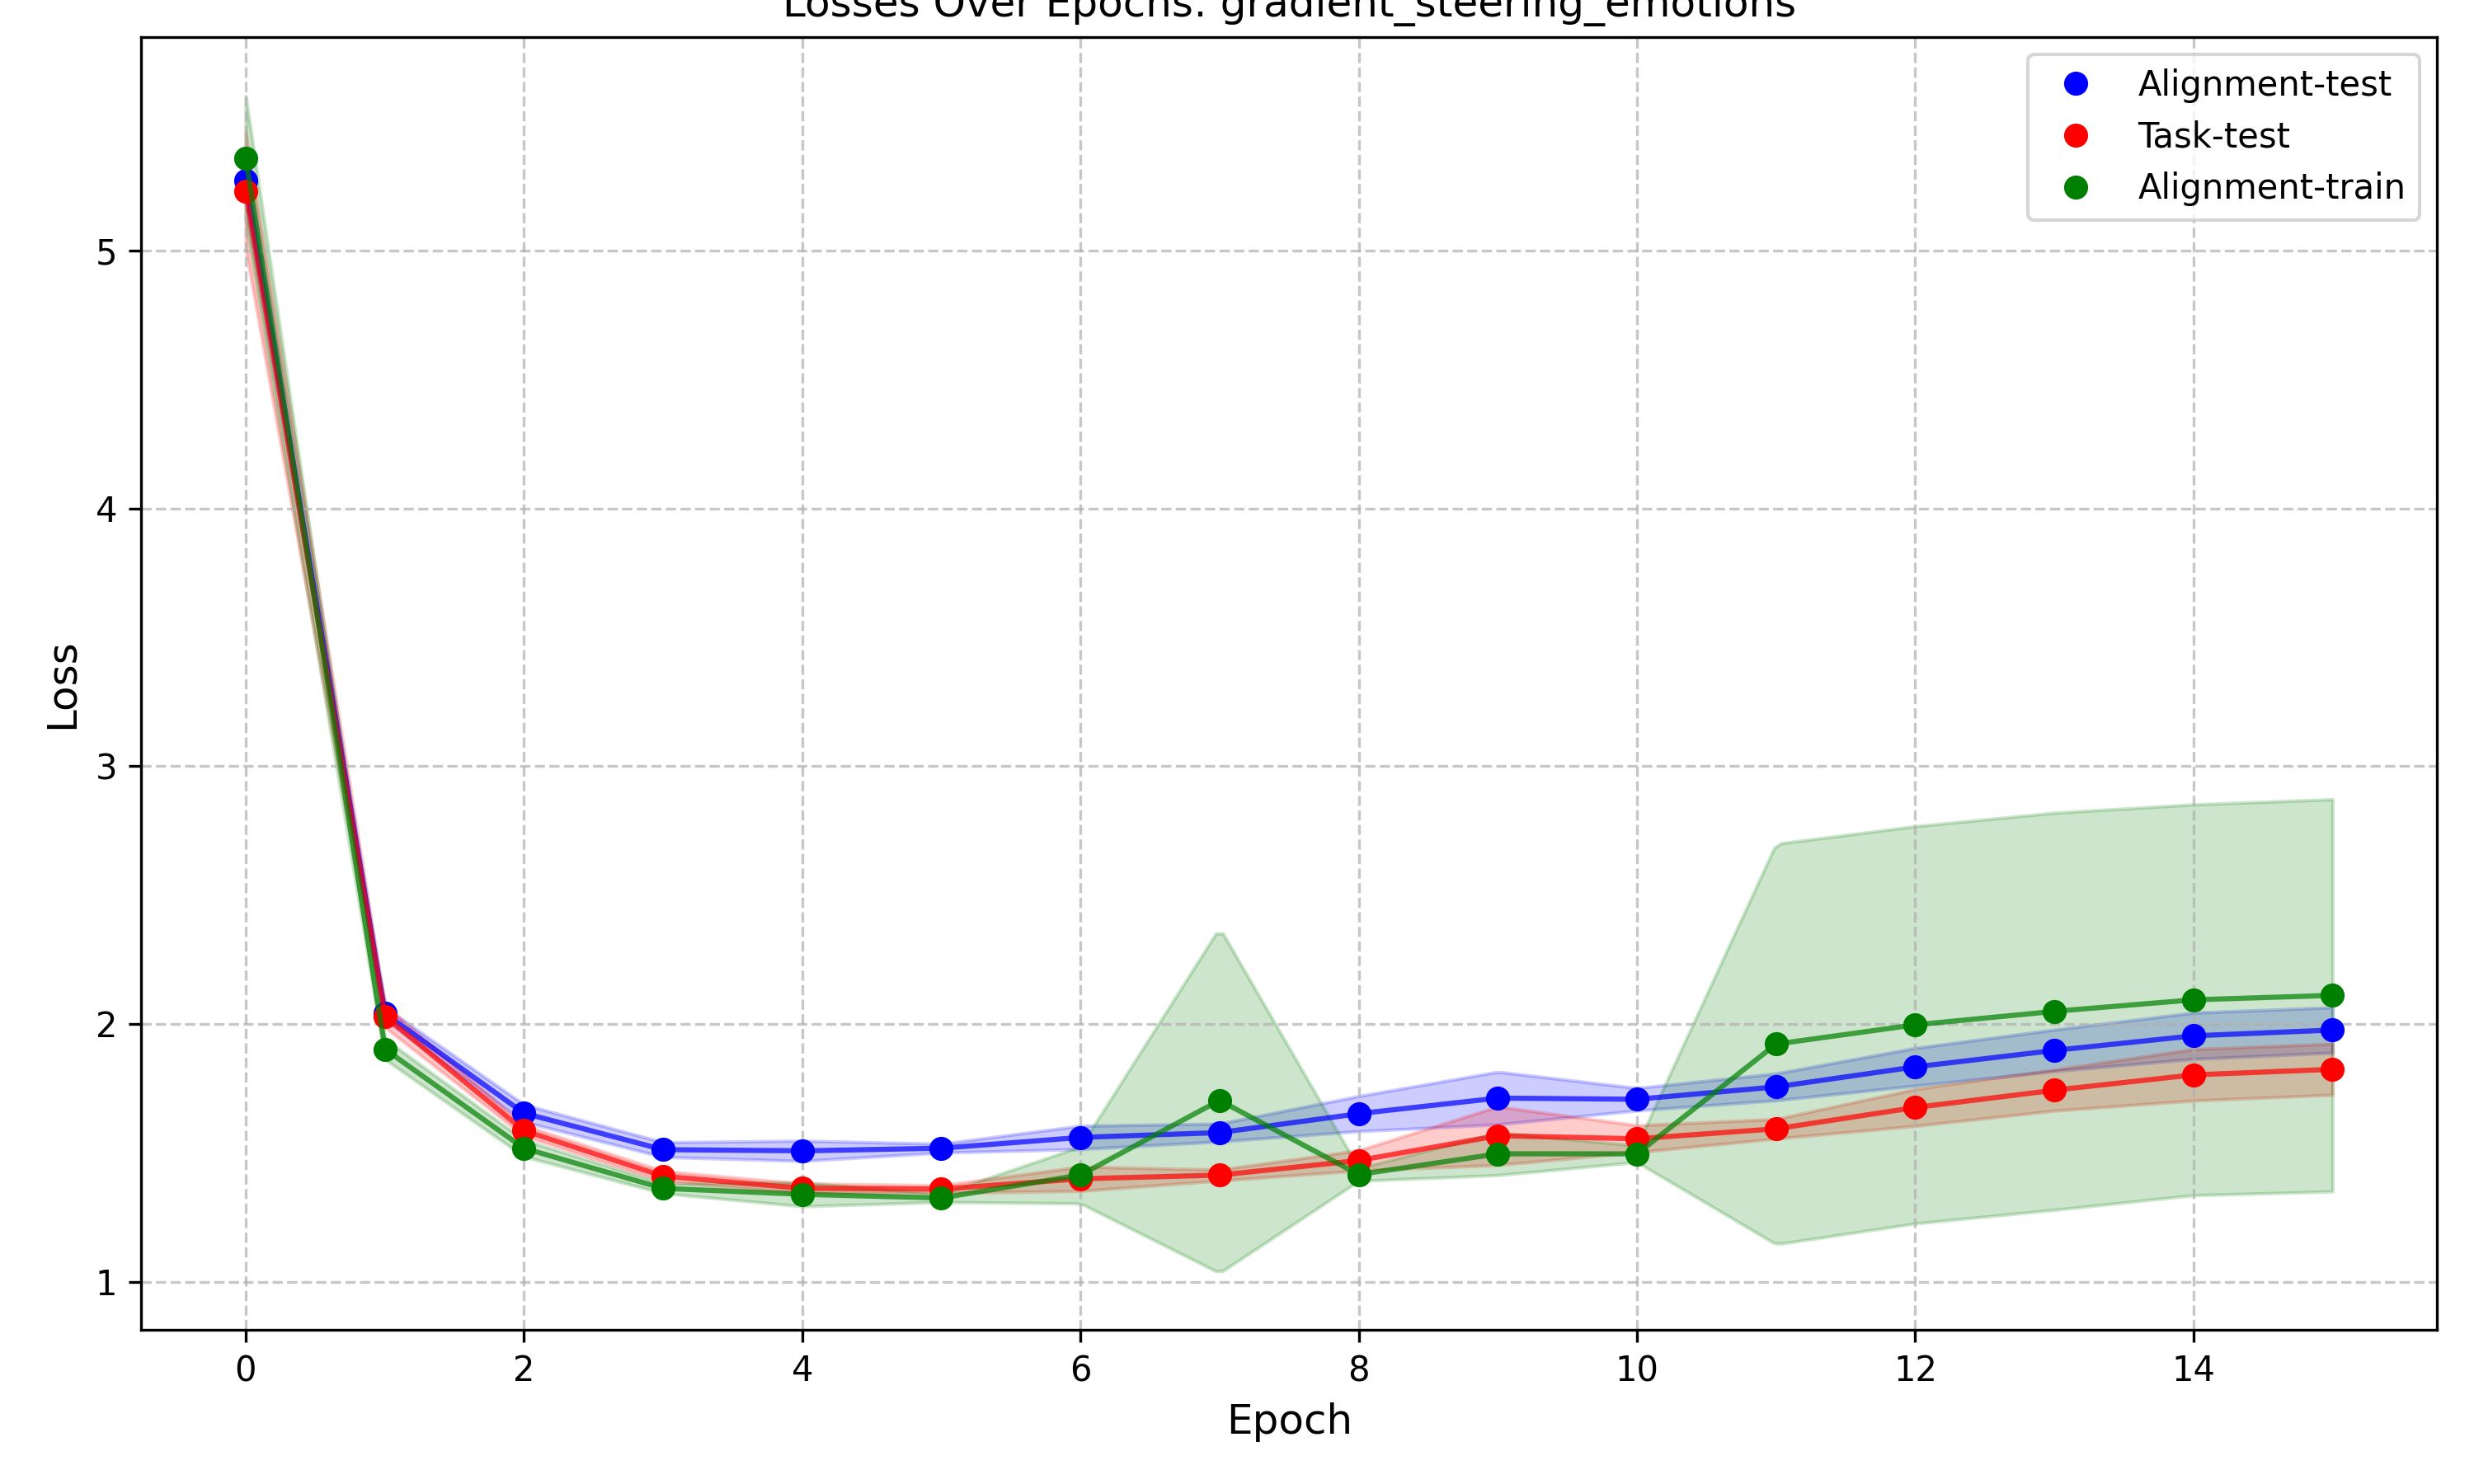 Losses Over Epochs: gradient_steering_emotions
Alignment-test
Task-test
Alignment-train
5
4
3
2
1
Loss
0 2 4 6 8 10 12 14
Epoch